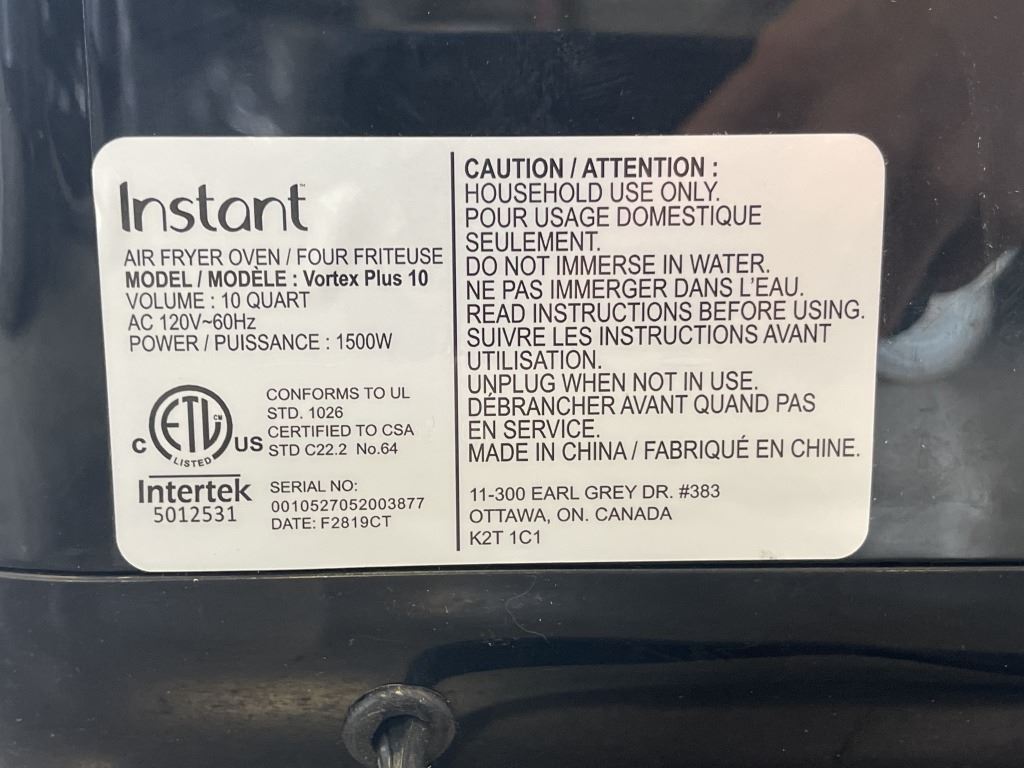 Instant™
AIR FRYER OVEN / FOUR FRITEUSE
MODEL / MODÈLE : Vortex Plus 10
VOLUME : 10 QUART
AC 120V~60Hz
POWER / PUISSANCE : 1500W
ETL CM
C US
LISTED
Intertek
5012531
CONFORMS TO UL
STD. 1026
CERTIFIED TO CSA
STD C22.2 No.64
SERIAL NO:
0010527052003877
DATE: F2819CT
CAUTION / ATTENTION :
HOUSEHOLD USE ONLY.
POUR USAGE DOMESTIQUE
SEULEMENT.
DO NOT IMMERSE IN WATER.
NE PAS IMMERGER DANS L'EAU.
READ INSTRUCTIONS BEFORE USING.
SUIVRE LES INSTRUCTIONS AVANT
UTILISATION.
UNPLUG WHEN NOT IN USE.
DÉBRANCHER AVANT QUAND PAS
EN SERVICE.
MADE IN CHINA / FABRIQUÉ EN CHINE.
11-300 EARL GREY DR. #383
OTTAWA, ON. CANADA
K2T 1C1